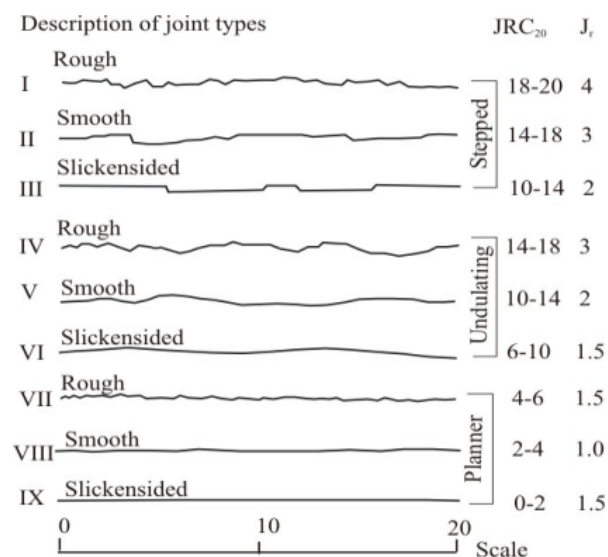 Description of joint types JRC₂₀ Jᵣ
Rough
I 18-20 4
Smooth
II 14-18 3
Slickensided
III 10-14 2
Stepped
Rough
IV 14-18 3
Smooth
V 10-14 2
Slickensided
VI 6-10 1.5
Undulating
Rough
VII 4-6 1.5
Smooth
VIII 2-4 1.0
Slickensided
IX 0-2 1.5
Planner
0 10 20
Scale